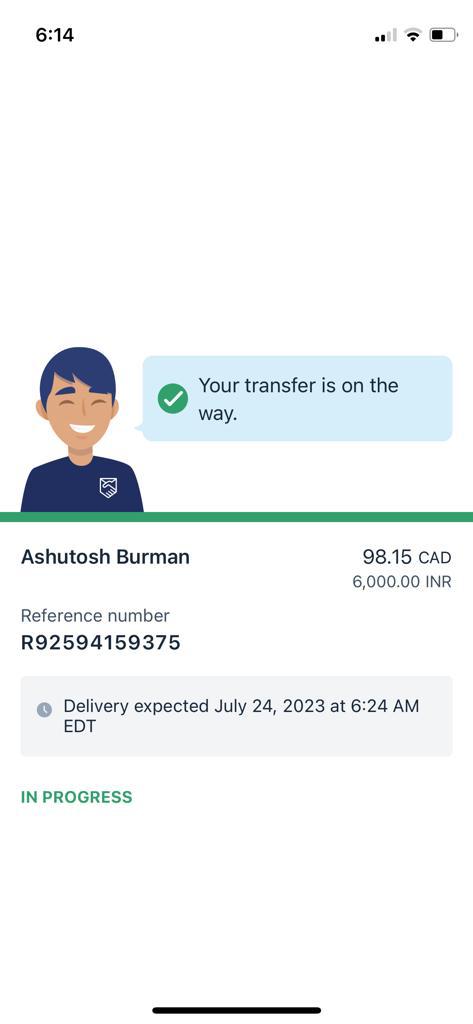 6:14
Your transfer is on the
way.
Ashutosh Burman
98.15 CAD
6,000.00 INR
Reference number
R92594159375
Delivery expected July 24, 2023 at 6:24 AM
EDT
IN PROGRESS